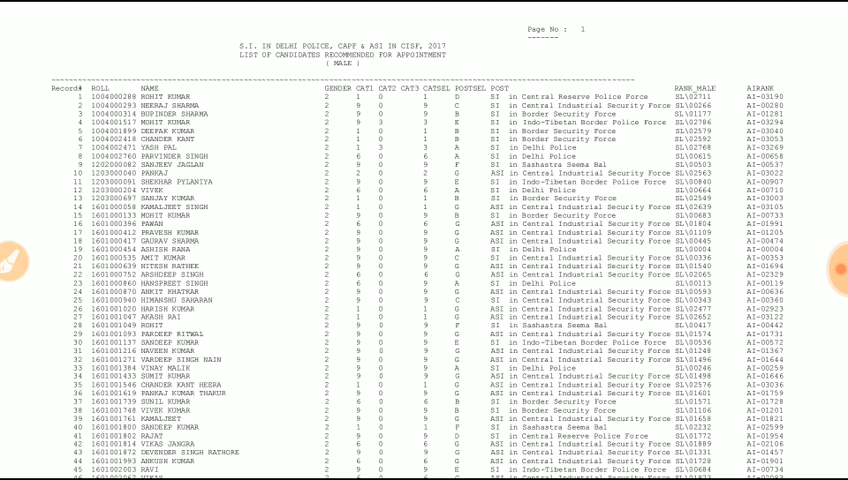 Page No : 1
-------
S.I. IN DELHI POLICE, CAPF & ASI IN CISF, 2017
LIST OF CANDIDATES RECOMMENDED FOR APPOINTMENT
( MALE )
Record# ROLL NAME GENDER CAT1 CAT2 CAT3 CATSEL POSTSEL POST RANK_MALE AIRANK
1 1004000288 ROHIT KUMAR 2 1 0 1 D SI in Central Reserve Police Force SL\02711 AI-03190
2 1004000293 NEERAJ SHARMA 2 9 0 9 C SI in Central Industrial Security Force SL\00266 AI-00280
3 1004000314 BUPINDER SHARMA 2 9 0 9 B SI in Border Security Force SL\01177 AI-01281
4 1004001517 MOHIT KUMAR 2 9 3 3 E SI in Indo-Tibetan Border Police Force SL\02786 AI-03294
5 1004001899 DEEPAK KUMAR 2 1 0 1 B SI in Border Security Force SL\02579 AI-03040
6 1004002418 CHANDER KANT 2 1 0 1 B SI in Border Security Force SL\02592 AI-03053
7 1004002471 YASH PAL 2 1 3 3 A SI in Delhi Police SL\02768 AI-03269
8 1004002760 PARVINDER SINGH 2 6 0 6 A SI in Delhi Police SL\00615 AI-00658
9 1202000082 SANJEEV JAGLAN 2 9 0 9 F SI in Sashastra Seema Bal SL\00503 AI-00537
10 1203000040 PANKAJ 2 2 0 2 G ASI in Central Industrial Security Force SL\02563 AI-03022
11 1203000091 SHEKHAR PYLANIYA 2 9 0 9 E SI in Indo-Tibetan Border Police Force SL\00840 AI-00907
12 1203000204 VIVEK 2 6 0 6 A SI in Delhi Police SL\00664 AI-00710
13 1203000697 SANJAY KUMAR 2 1 0 1 B SI in Border Security Force SL\02549 AI-03003
14 1601000058 KAMALJEET SINGH 2 1 0 1 G ASI in Central Industrial Security Force SL\02639 AI-03105
15 1601000133 MOHIT KUMAR 2 9 0 9 B SI in Border Security Force SL\00683 AI-00733
16 1601000396 PAWAN 2 6 0 6 G ASI in Central Industrial Security Force SL\01804 AI-01991
17 1601000412 PRAVESH KUMAR 2 9 0 9 G ASI in Central Industrial Security Force SL\01109 AI-01205
18 1601000417 GAURAV SHARMA 2 9 0 9 G ASI in Central Industrial Security Force SL\00445 AI-00474
19 1601000454 ASHISH RANA 2 9 0 9 A SI in Delhi Police SL\00004 AI-00004
20 1601000535 AMIT KUMAR 2 9 0 9 C SI in Central Industrial Security Force SL\00336 AI-00353
21 1601000639 NITESH RATHEE 2 9 0 9 G ASI in Central Industrial Security Force SL\01540 AI-01694
22 1601000752 ARSHDEEP SINGH 2 6 0 6 G ASI in Central Industrial Security Force SL\02065 AI-02329
23 1601000860 HANSPREET SINGH 2 6 0 9 A SI in Delhi Police SL\00113 AI-00119
24 1601000870 ANKIT KHATKAR 2 9 0 9 G ASI in Central Industrial Security Force SL\00593 AI-00636
25 1601000940 HIMANSHU SAHARAN 2 9 0 9 C SI in Central Industrial Security Force SL\00343 AI-00360
26 1601001020 HARISH KUMAR 2 1 0 1 G ASI in Central Industrial Security Force SL\02477 AI-02923
27 1601001047 AKASH RAI 2 1 0 1 G ASI in Central Industrial Security Force SL\02652 AI-03122
28 1601001049 ROHIT 2 9 0 9 F SI in Sashastra Seema Bal SL\00417 AI-00442
29 1601001093 PARDEEP RITWAL 2 9 0 9 G ASI in Central Industrial Security Force SL\01574 AI-01731
30 1601001137 SANDEEP KUMAR 2 9 0 9 E SI in Indo-Tibetan Border Police Force SL\00536 AI-00572
31 1601001216 NAVEEN KUMAR 2 9 0 9 G ASI in Central Industrial Security Force SL\01248 AI-01367
32 1601001271 VARDEEP SINGH NAIN 2 9 0 9 G ASI in Central Industrial Security Force SL\01496 AI-01644
33 1601001384 VINAY MALIK 2 9 0 9 A SI in Delhi Police SL\00246 AI-00259
34 1601001433 SUMIT KUMAR 2 9 0 9 G ASI in Central Industrial Security Force SL\01498 AI-01646
35 1601001546 CHANDER KANT HEERA 2 1 0 1 G ASI in Central Industrial Security Force SL\02576 AI-03036
36 1601001619 PANKAJ KUMAR THAKUR 2 9 0 9 G ASI in Central Industrial Security Force SL\01601 AI-01759
37 1601001739 SUNIL KUMAR 2 6 0 6 B SI in Border Security Force SL\01571 AI-01728
38 1601001748 VIVEK KUMAR 2 9 0 9 B SI in Border Security Force SL\01106 AI-01201
39 1601001761 KAMALJEET 2 9 0 9 G ASI in Central Industrial Security Force SL\01658 AI-01821
40 1601001800 SANDEEP KUMAR 2 1 0 1 F SI in Sashastra Seema Bal SL\02232 AI-02599
41 1601001802 RAJAT 2 9 0 9 D SI in Central Reserve Police Force SL\01772 AI-01954
42 1601001814 VIKAS JANGRA 2 6 0 6 G ASI in Central Industrial Security Force SL\01889 AI-02106
43 1601001872 DEVENDER SINGH RATHORE 2 9 0 9 G ASI in Central Industrial Security Force SL\01331 AI-01457
44 1601001993 ANKUSH KUMAR 2 6 0 6 G ASI in Central Industrial Security Force SL\01728 AI-01901
45 1601002003 RAVI 2 9 0 9 E SI in Indo-Tibetan Border Police Force SL\00684 AI-00734